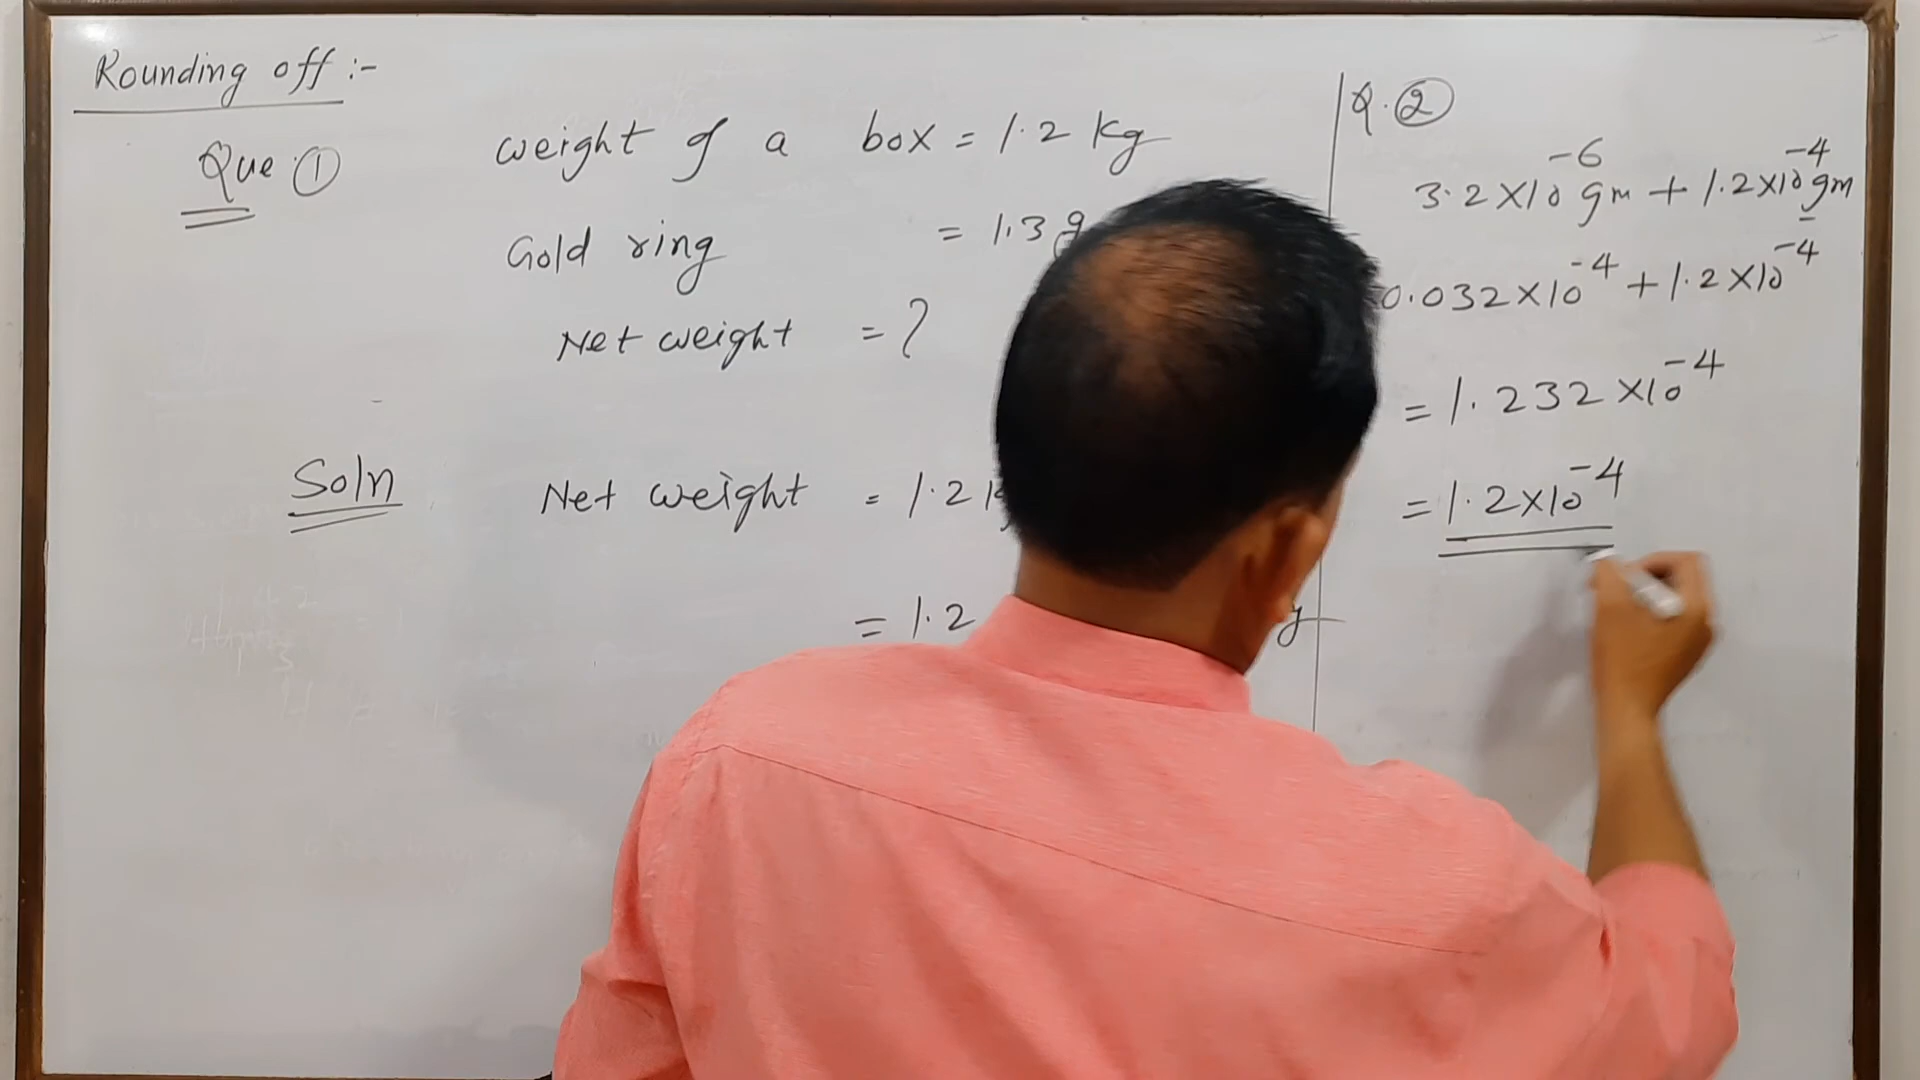 Rounding off :-
Que ①
weight of a box = 1.2 kg
Gold ring = 1.3 g
Net weight = ?
Soln Net weight = 1.2 k
= 1.2
Q. ②
3.2 × 10⁻⁶ gm + 1.2 × 10⁻⁴ gm
0.032 × 10⁻⁴ + 1.2 × 10⁻⁴
= 1.232 × 10⁻⁴
= 1.2 × 10⁻⁴